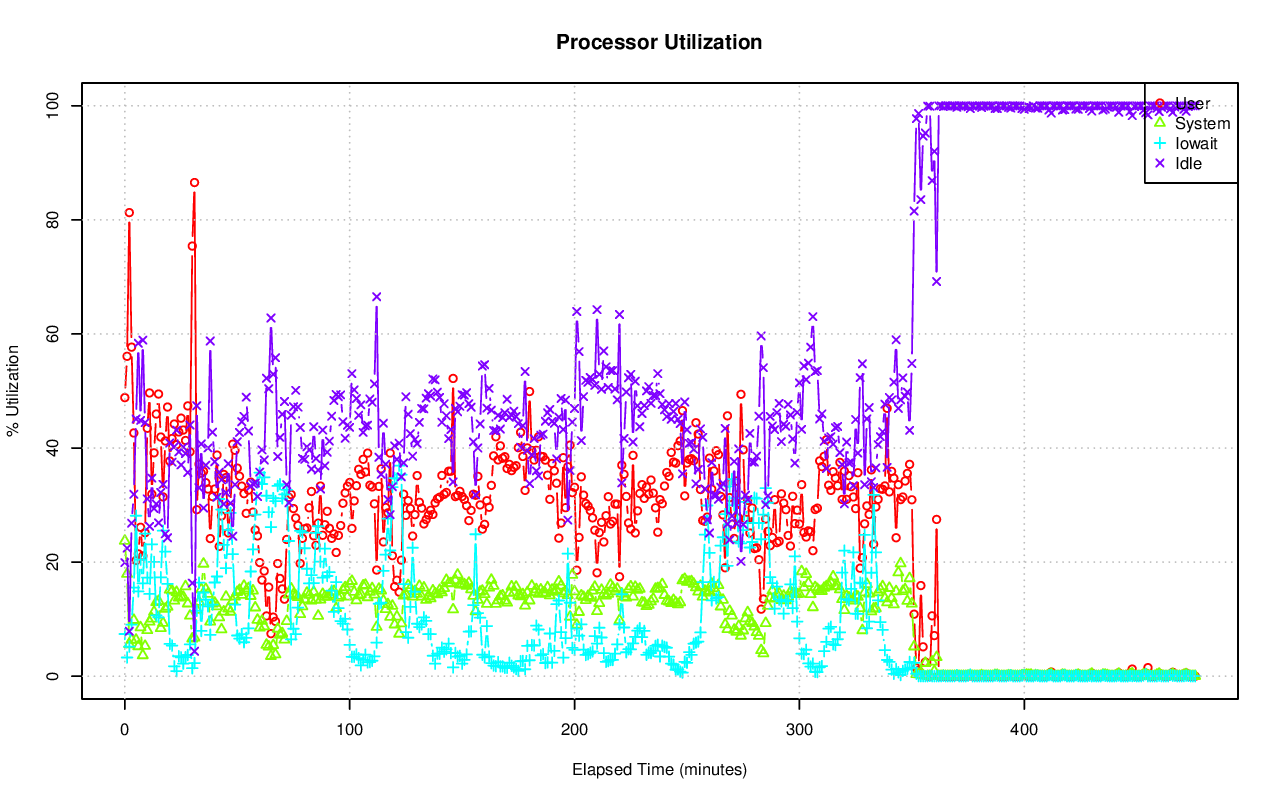 Processor Utilization
% Utilization
100
80
60
40
20
0
0 100 200 300 400
Elapsed Time (minutes)
User
System
Iowait
Idle